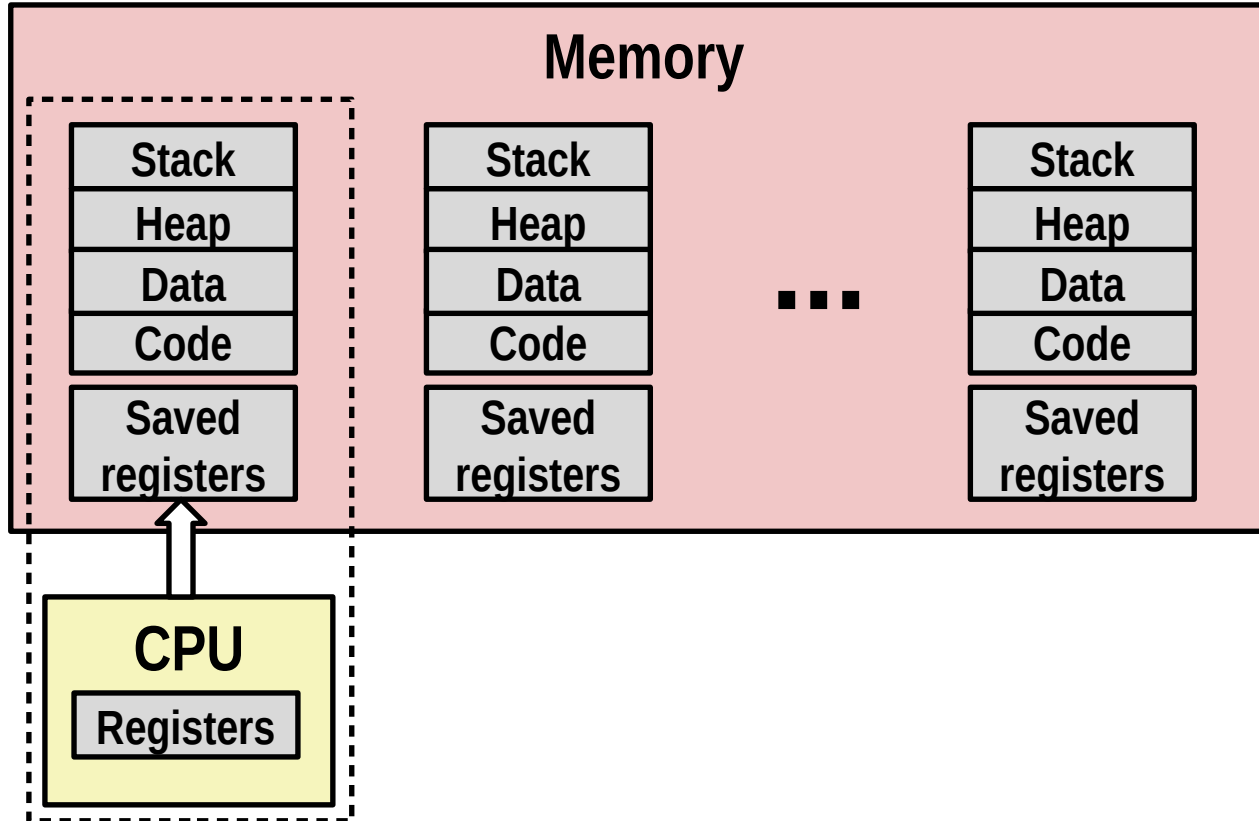 Memory
Stack
Heap
Data
Code
Saved
registers
Stack
Heap
Data
Code
Saved
registers
...
Stack
Heap
Data
Code
Saved
registers
CPU
Registers